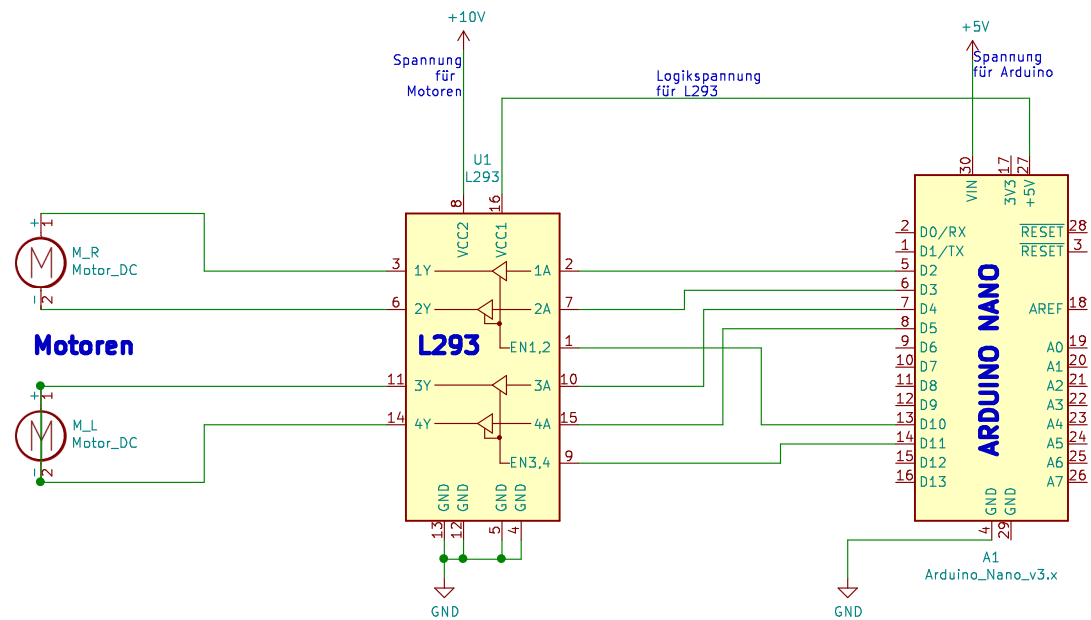 +10V
+5V
Spannung
für
Motoren
Spannung
für Arduino
Logikspannung
für L293
U1
L293
8
16
30
17
27
VCC2
VCC1
VIN
3V3
+5V
+
1
M_R
Motor_DC
-
2
3
1Y
1A
2
6
2Y
2A
7
EN1,2
1
L293
11
3Y
3A
10
14
4Y
4A
15
EN3,4
9
GND
GND
GND
GND
13
12
5
4
GND
Motoren
+
1
M_L
Motor_DC
-
2
2
D0/RX
RESET
28
1
D1/TX
RESET
3
5
D2
6
D3
7
D4
AREF
18
8
D5
9
D6
A0
19
10
D7
A1
20
11
D8
A2
21
12
D9
A3
22
13
D10
A4
23
14
D11
A5
24
15
D12
A6
25
16
D13
A7
26
ARDUINO NANO
GND
GND
4
29
A1
Arduino_Nano_v3.x
GND